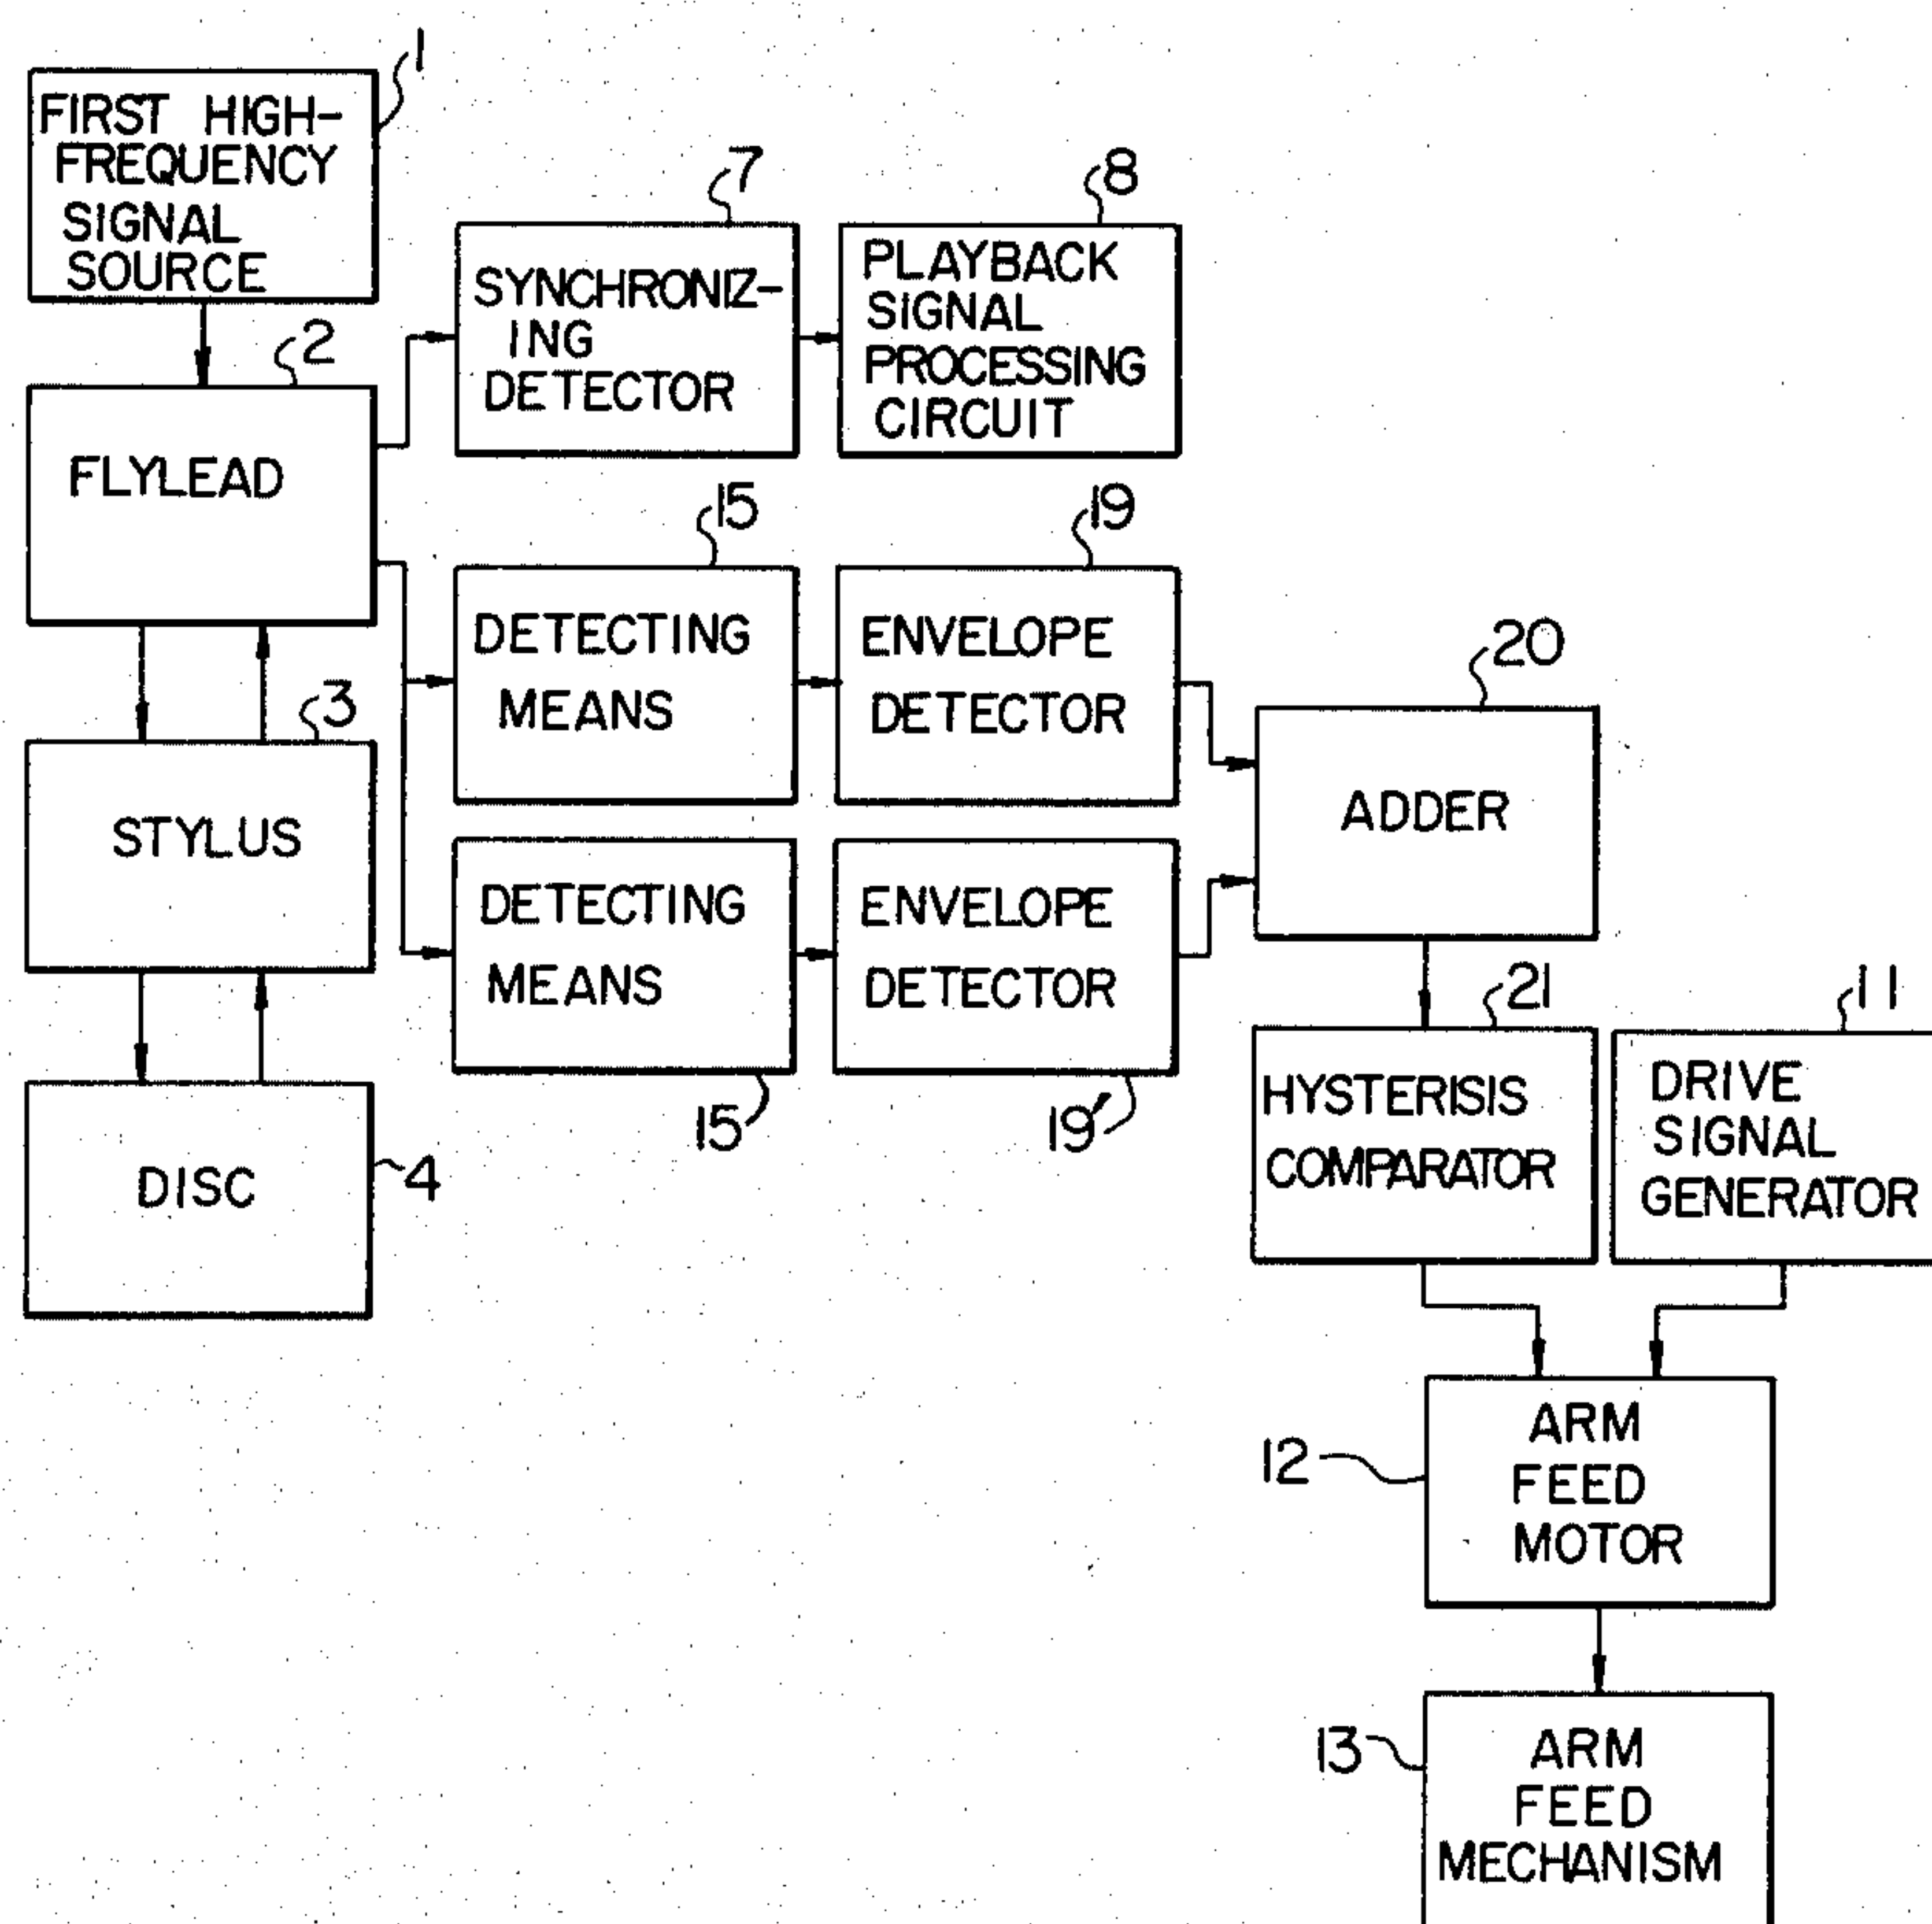 1
FIRST HIGH-
FREQUENCY
SIGNAL
SOURCE
2
FLYLEAD
3
STYLUS
4
DISC
7
SYNCHRONIZ-
ING
DETECTOR
8
PLAYBACK
SIGNAL
PROCESSING
CIRCUIT
15
DETECTING
MEANS
19
ENVELOPE
DETECTOR
DETECTING
MEANS
15
ENVELOPE
DETECTOR
19'
20
ADDER
21
HYSTERISIS
COMPARATOR
11
DRIVE
SIGNAL
GENERATOR
12
ARM
FEED
MOTOR
13
ARM
FEED
MECHANISM